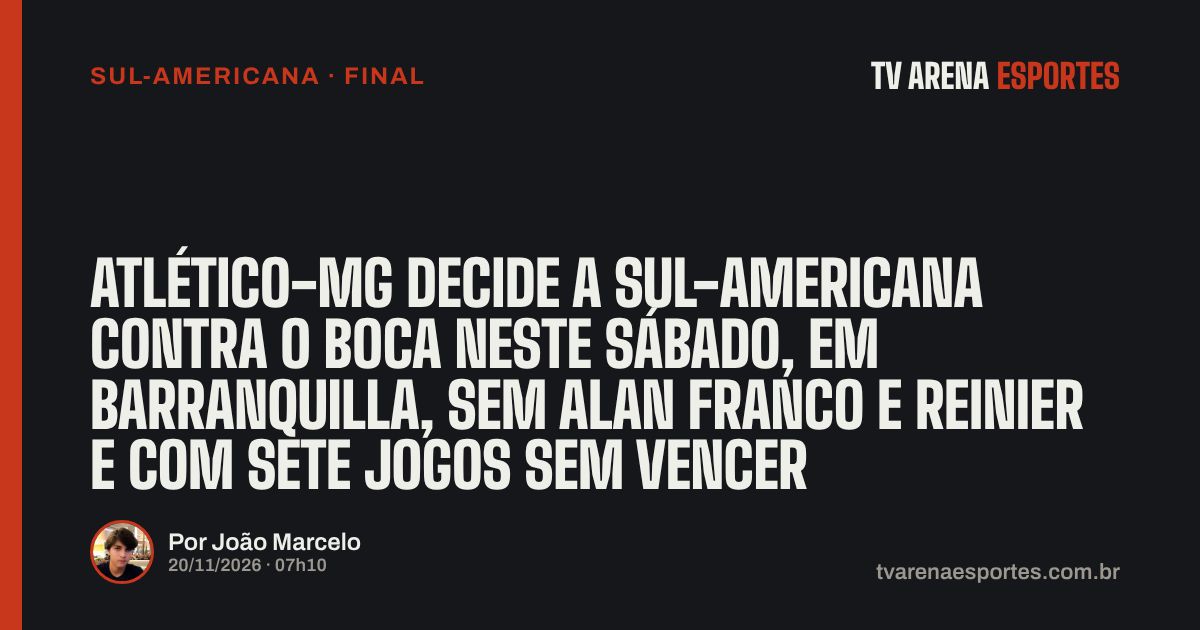 SUL-AMERICANA · FINAL
TV ARENA ESPORTES
ATLÉTICO-MG DECIDE A SUL-AMERICANA
CONTRA O BOCA NESTE SÁBADO, EM
BARRANQUILLA, SEM ALAN FRANCO E REINIER
E COM SETE JOGOS SEM VENCER
Por João Marcelo
20/11/2026 · 07h10
tvarenaesportes.com.br